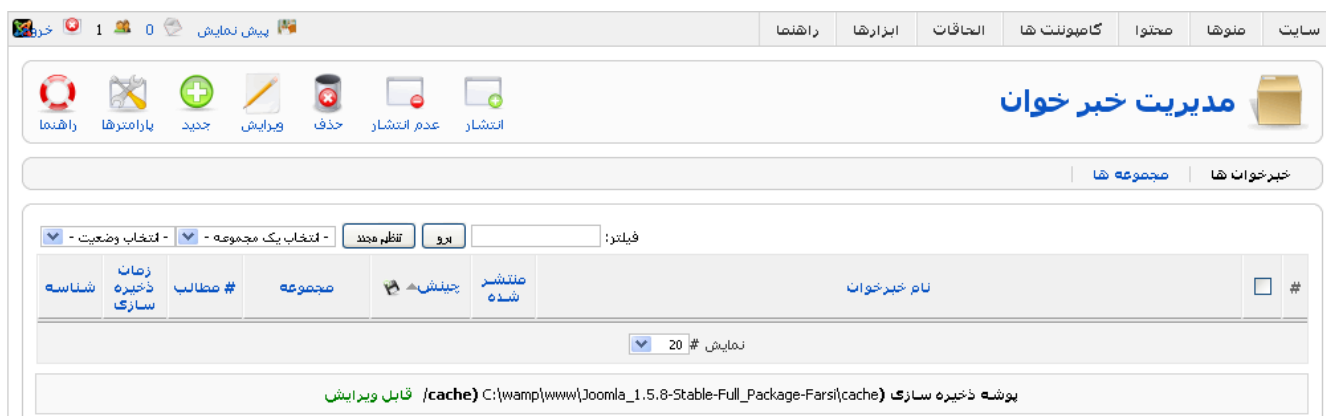 سایت منوها محتوا کامپوننت ها الحاقات ابزارها راهنما پیش نمایش 0 1 خروج
مدیریت خبر خوان
انتشار عدم انتشار حذف ویرایش جدید پارامترها راهنما
خبرخوان ها مجموعه ها
فیلتر: برو تنظیم مجدد - انتخاب یک مجموعه - - انتخاب وضعیت -
# نام خبرخوان منتشر شده چینش مجموعه # مطالب زمان ذخیره سازی شناسه
نمایش # 20
پوشه ذخیره سازی (C:\wamp\www\Joomla_1.5.8-Stable-Full_Package-Farsi\cache) cache/ قابل ویرایش